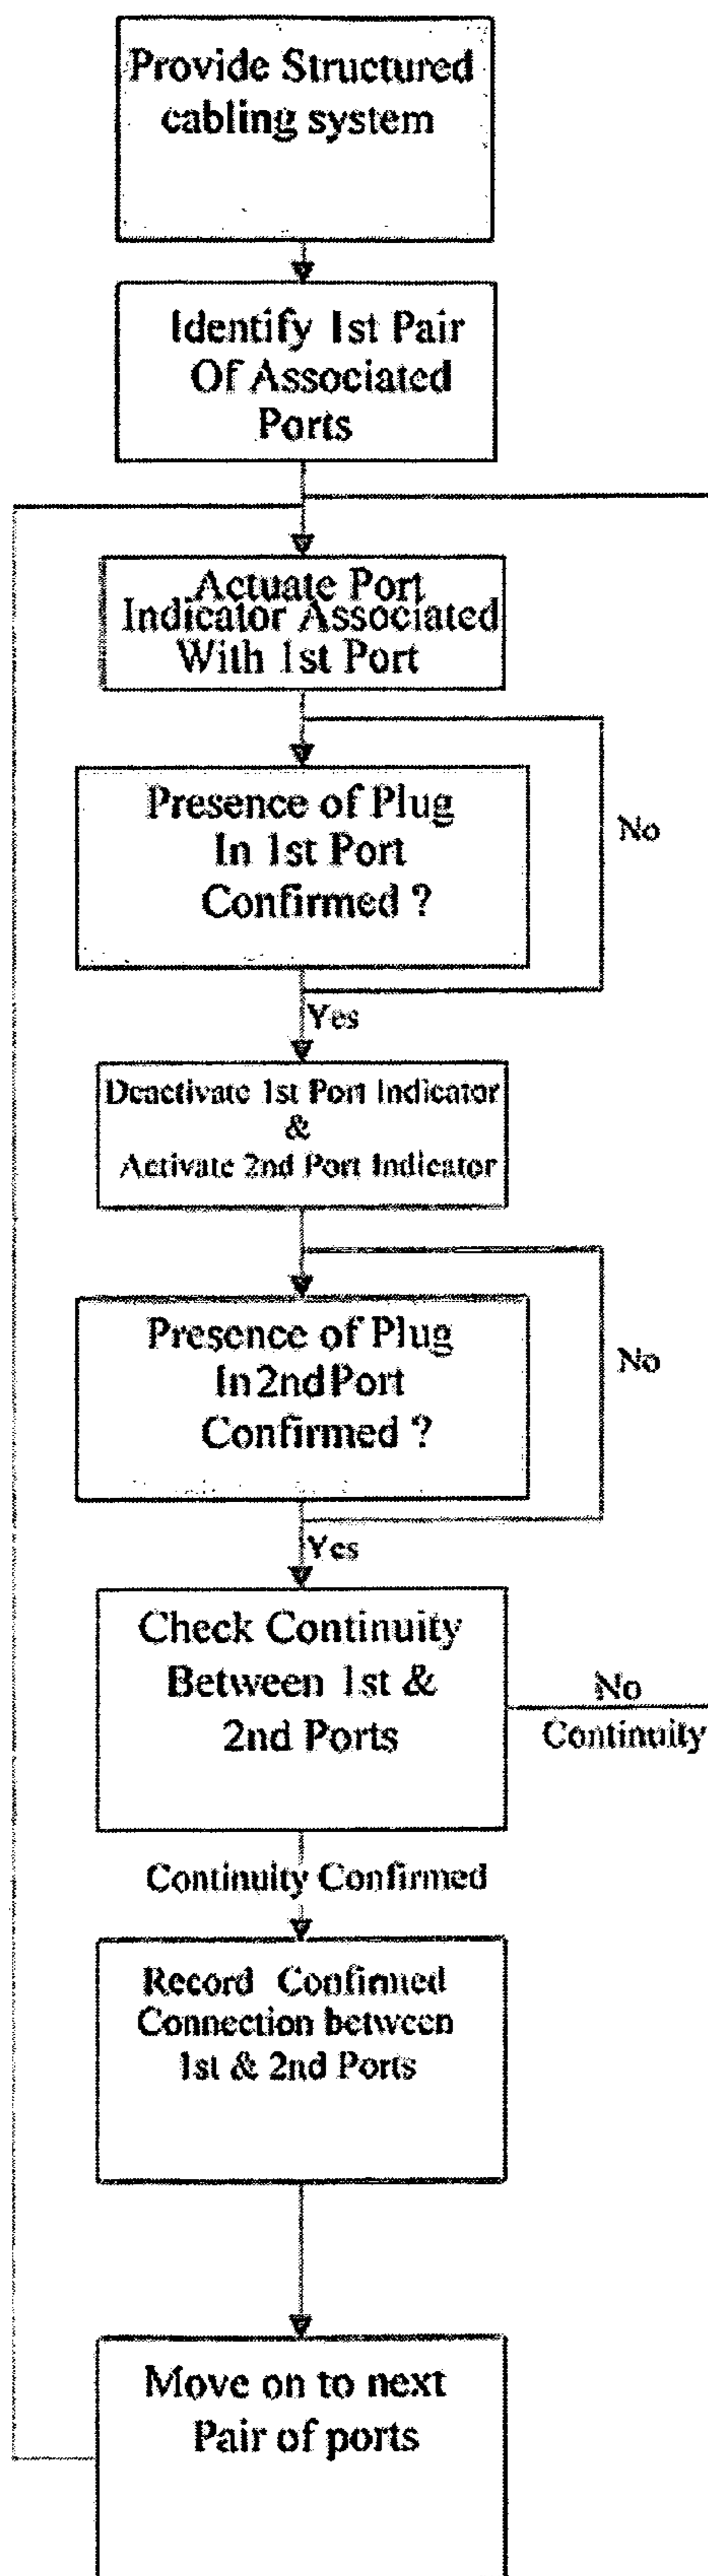 Provide Structured
cabling system
Identify 1st Pair
Of Associated
Ports
Actuate Port
Indicator Associated
With 1st Port
Presence of Plug
In 1st Port
Confirmed ?
No
Yes
Deactivate 1st Port Indicator
&
Activate 2nd Port Indicator
Presence of Plug
In 2nd Port
Confirmed ?
No
Yes
Check Continuity
Between 1st &
2nd Ports
No
Continuity
Continuity Confirmed
Record Confirmed
Connection between
1st & 2nd Ports
Move on to next
Pair of ports